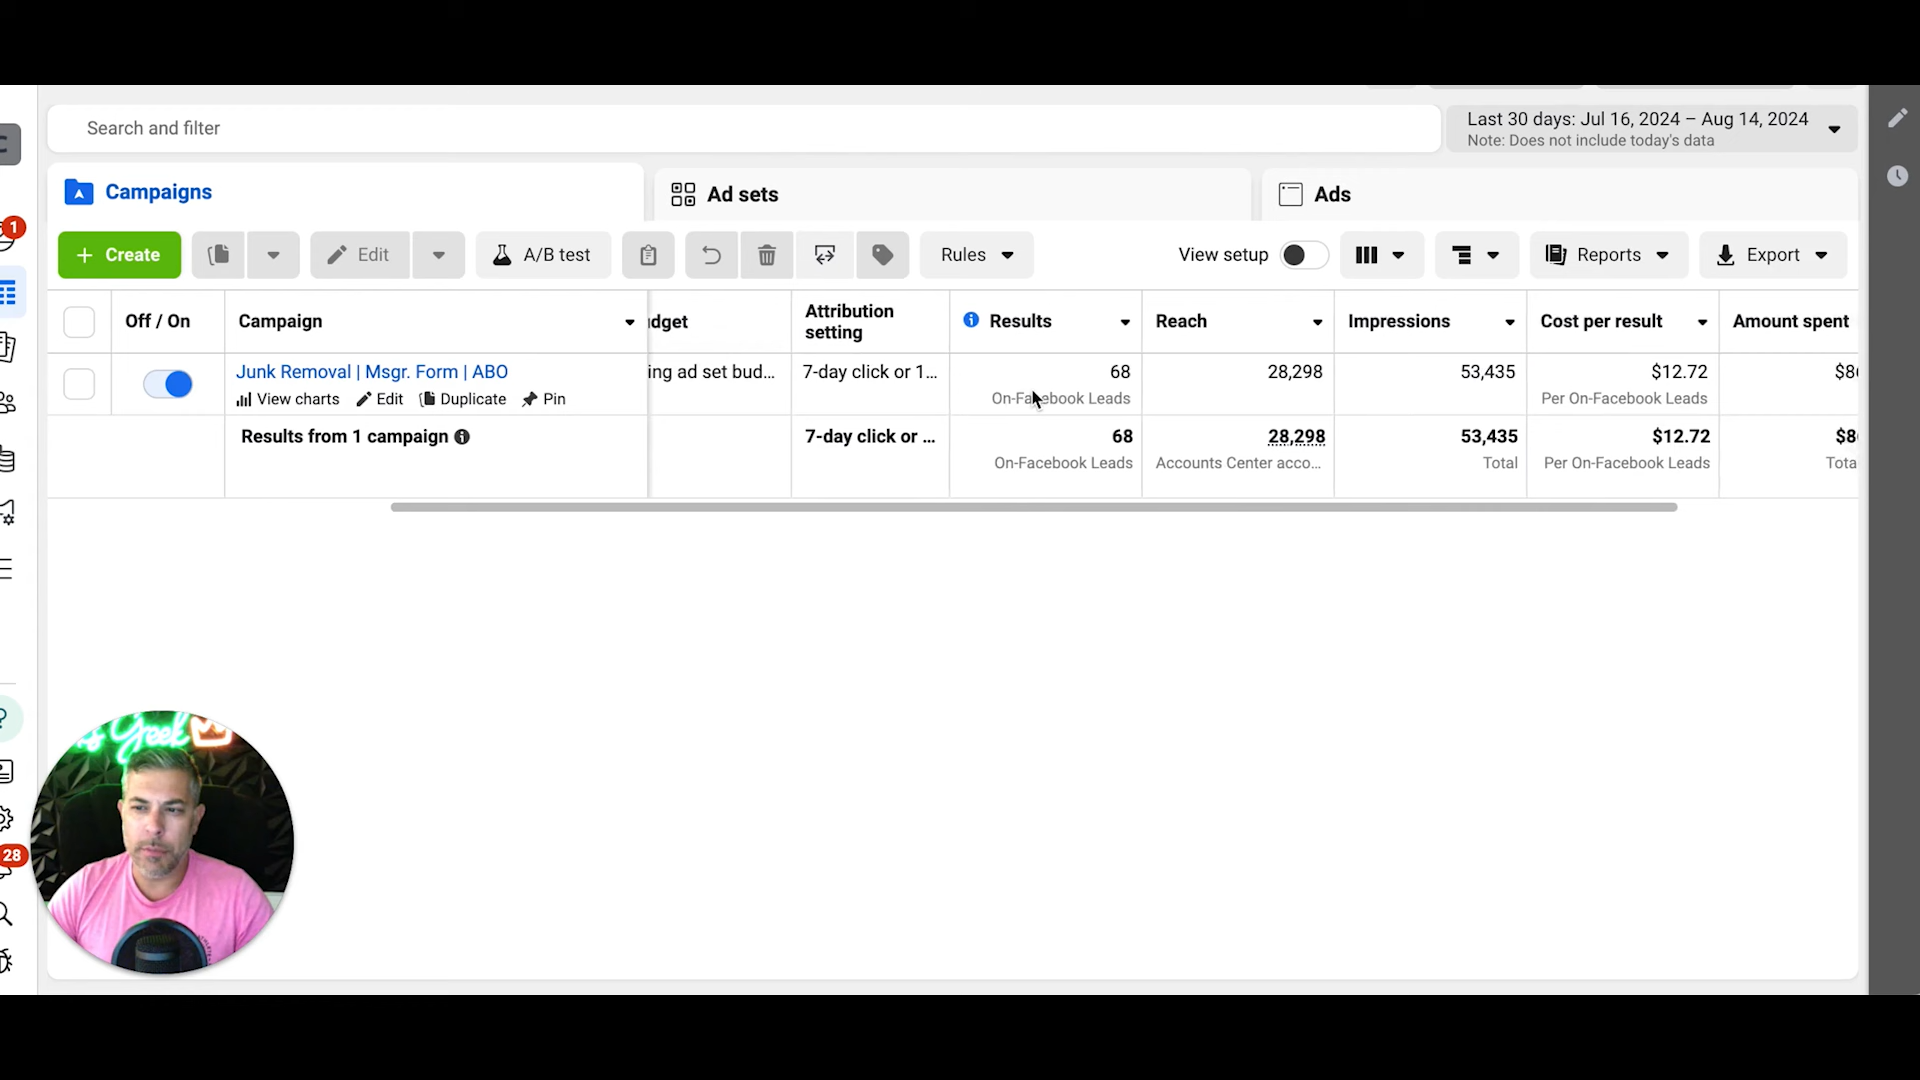 Search and filter
Last 30 days: Jul 16, 2024 – Aug 14, 2024
Note: Does not include today's data
Campaigns
Ad sets
Ads
+ Create
Edit
A/B test
Rules
View setup
Reports
Export
Off / On
Campaign
dget
Attribution
setting
Results
Reach
Impressions
Cost per result
Amount spent
Junk Removal | Msgr. Form | ABO
ing ad set bud...
7-day click or 1...
68
28,298
53,435
$12.72
$8
View charts
Edit
Duplicate
Pin
On-Facebook Leads
Per On-Facebook Leads
Results from 1 campaign
7-day click or ...
68
28,298
53,435
$12.72
$8
On-Facebook Leads
Accounts Center acco...
Total
Per On-Facebook Leads
Tota
1
28
Greek